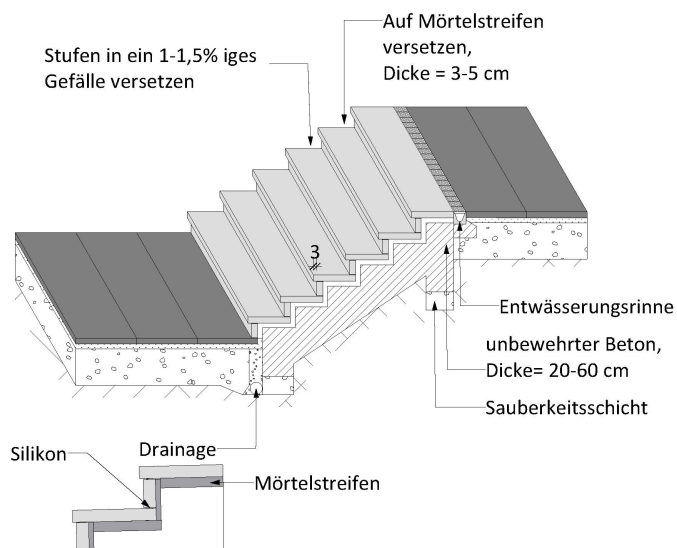 Auf Mörtelstreifen
versetzen,
Dicke = 3-5 cm
Stufen in ein 1-1,5% iges
Gefälle versetzen
3
Entwässerungsrinne
unbewehrter Beton,
Dicke= 20-60 cm
Sauberkeitsschicht
Drainage
Silikon
Mörtelstreifen